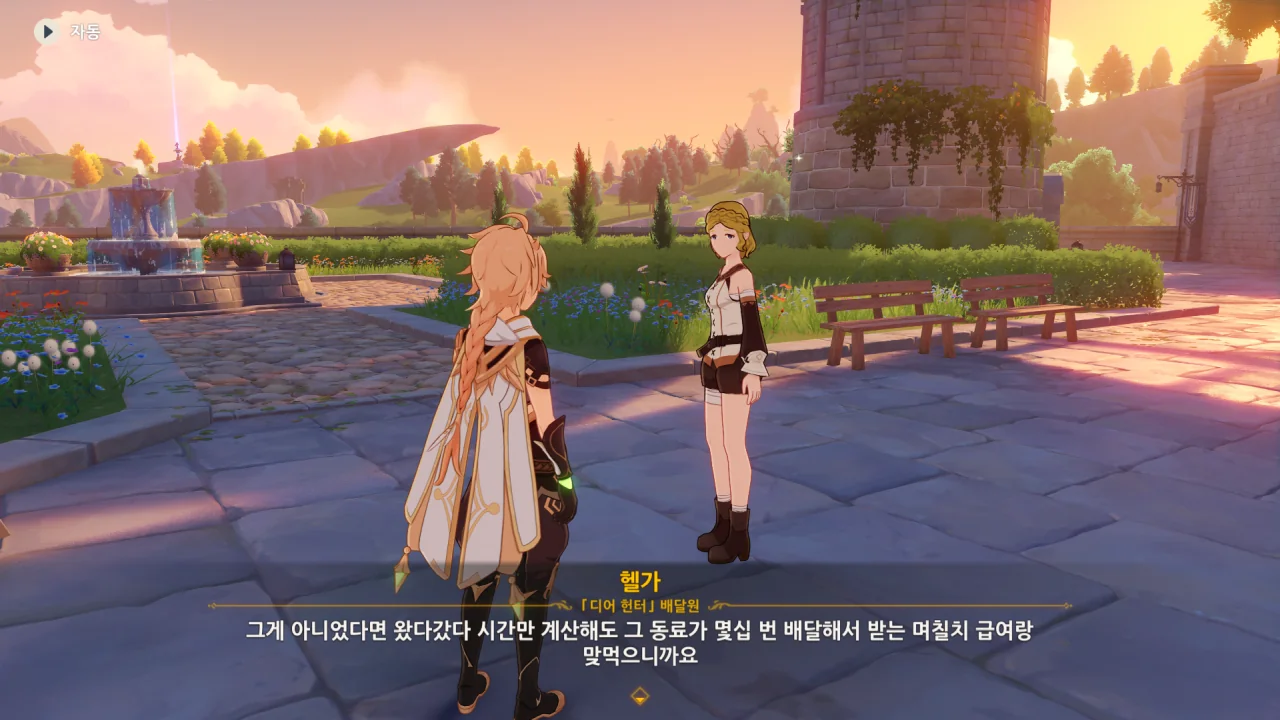 자동
헬가
「디어 헌터」 배달원
그게 아니었다면 왔다갔다 시간만 계산해도 그 동료가 몇십 번 배달해서 받는 며칠치 급여랑
맞먹으니까요